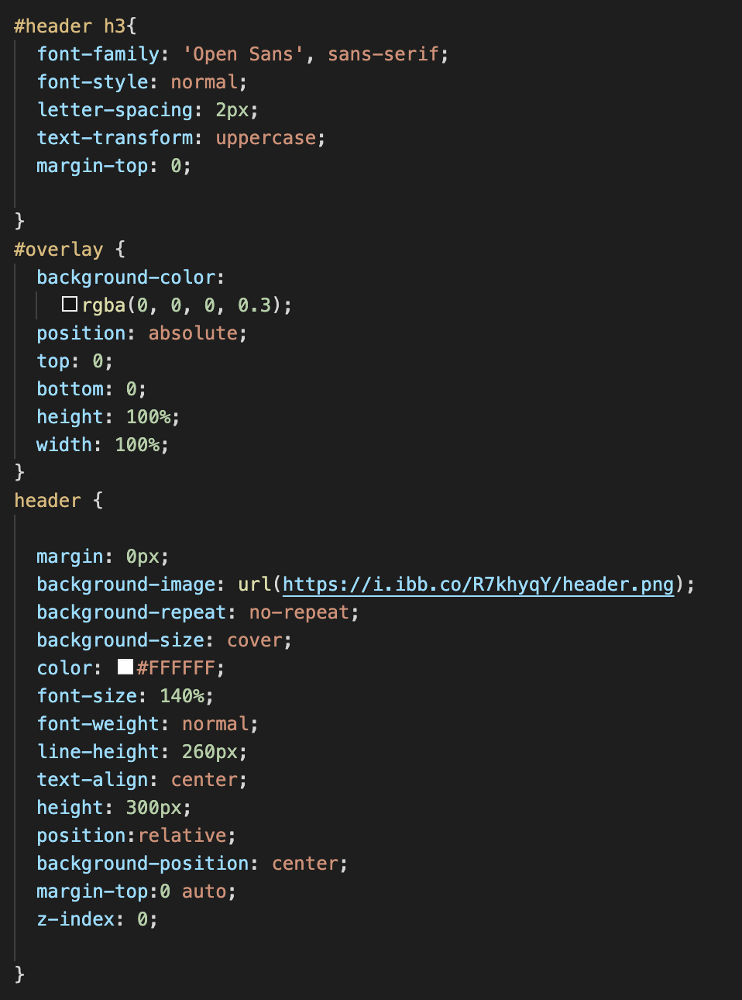 #header h3{
  font-family: 'Open Sans', sans-serif;
  font-style: normal;
  letter-spacing: 2px;
  text-transform: uppercase;
  margin-top: 0;

}
#overlay {
  background-color:
    rgba(0, 0, 0, 0.3);
  position: absolute;
  top: 0;
  bottom: 0;
  height: 100%;
  width: 100%;
}
header {

  margin: 0px;
  background-image: url(https://i.ibb.co/R7khyqY/header.png);
  background-repeat: no-repeat;
  background-size: cover;
  color: #FFFFFF;
  font-size: 140%;
  font-weight: normal;
  line-height: 260px;
  text-align: center;
  height: 300px;
  position:relative;
  background-position: center;
  margin-top:0 auto;
  z-index: 0;

}